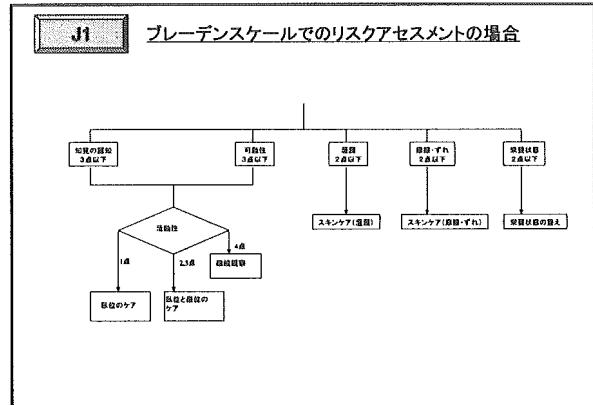 J1
ブレーデンスケールでのリスクアセスメントの場合
知覚の認知
3点以下
可動性
3点以下
湿潤
2点以下
摩擦・ずれ
2点以下
栄養状態
2点以下
活動性
スキンケア(湿潤)
スキンケア(摩擦・ずれ)
栄養状態の整え
1点
2,3点
4点
継続観察
臥位のケア
臥位と座位の
ケア